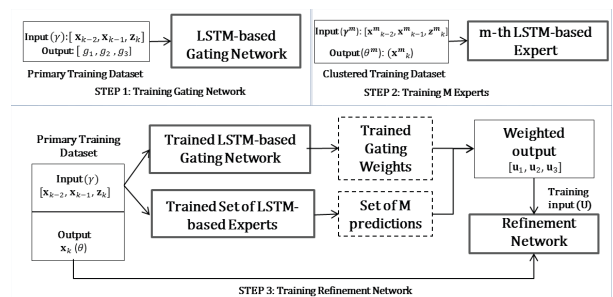 Input (γ):[ x_{k−2}, x_{k−1}, z_k]
Output: [ g_1 , g_2 , g_3]
Primary Training Dataset
LSTM-based
Gating Network
STEP 1: Training Gating Network
Input(γ^m): [x^m_{k−2}, x^m_{k−1}, z^m_k]
Output(θ^m): (x^m_k)
Clustered Training Dataset
m-th LSTM-based
Expert
STEP 2: Training M Experts
Primary Training
Dataset
Input(γ)
[x_{k−2}, x_{k−1}, z_k]
Output
x_k (θ)
Trained LSTM-based
Gating Network
Trained Set of LSTM-
based Experts
Trained
Gating
Weights
Set of M
predictions
Weighted
output
[u_1, u_2, u_3]
Training
input (U)
Refinement
Network
STEP 3: Training Refinement Network